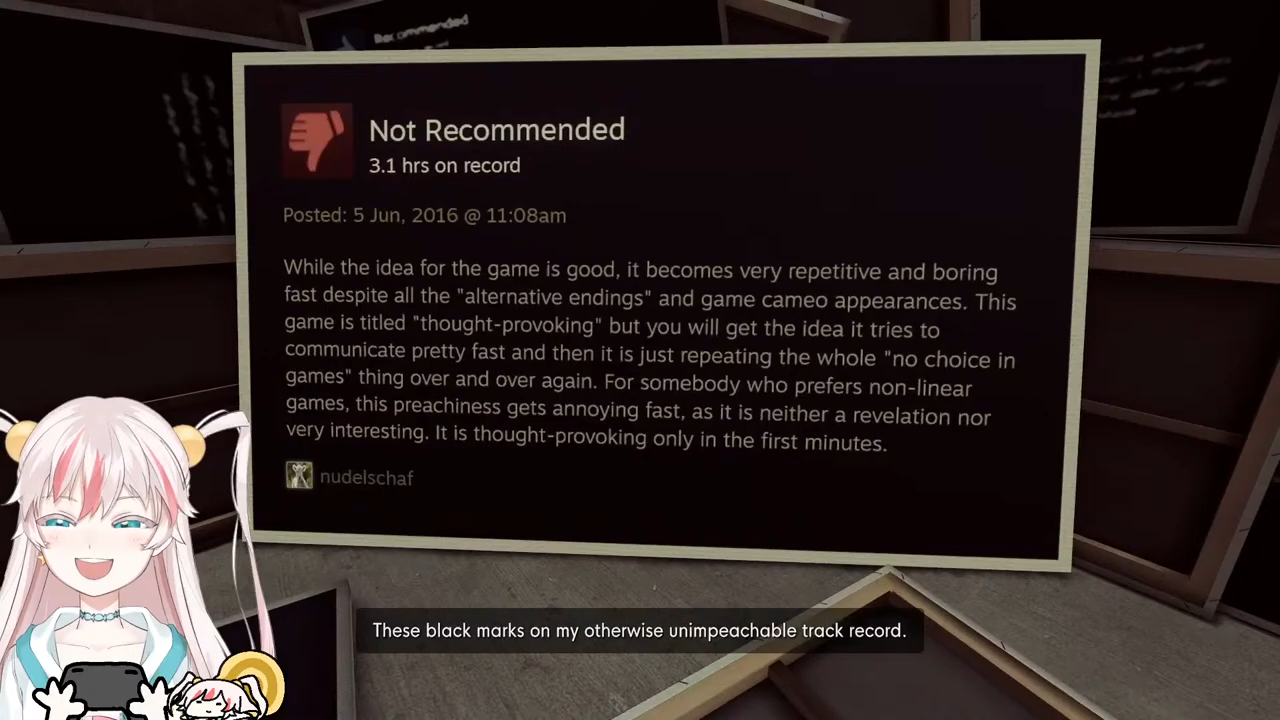 Recommended
Not Recommended
3.1 hrs on record
Posted: 5 Jun, 2016 @ 11:08am
While the idea for the game is good, it becomes very repetitive and boring
fast despite all the "alternative endings" and game cameo appearances. This
game is titled "thought-provoking" but you will get the idea it tries to
communicate pretty fast and then it is just repeating the whole "no choice in
games" thing over and over again. For somebody who prefers non-linear
games, this preachiness gets annoying fast, as it is neither a revelation nor
very interesting. It is thought-provoking only in the first minutes.
nudelschaf
These black marks on my otherwise unimpeachable track record.